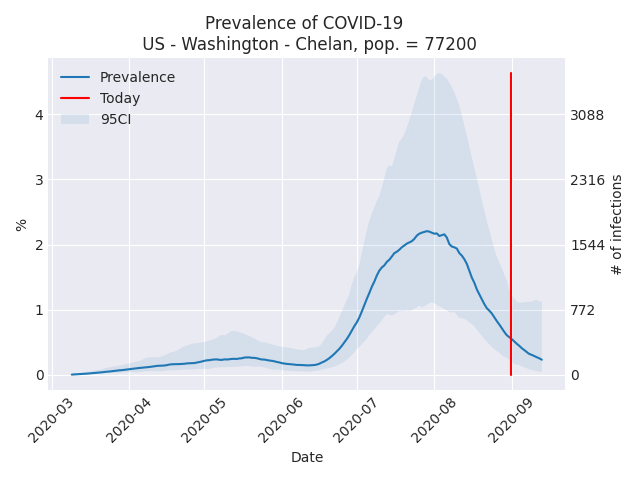 Prevalence of COVID-19
US - Washington - Chelan, pop. = 77200
Prevalence
Today
95CI
4
3
2
1
0
%
3088
2316
1544
772
0
# of infections
2020-03
2020-04
2020-05
2020-06
2020-07
2020-08
2020-09
Date